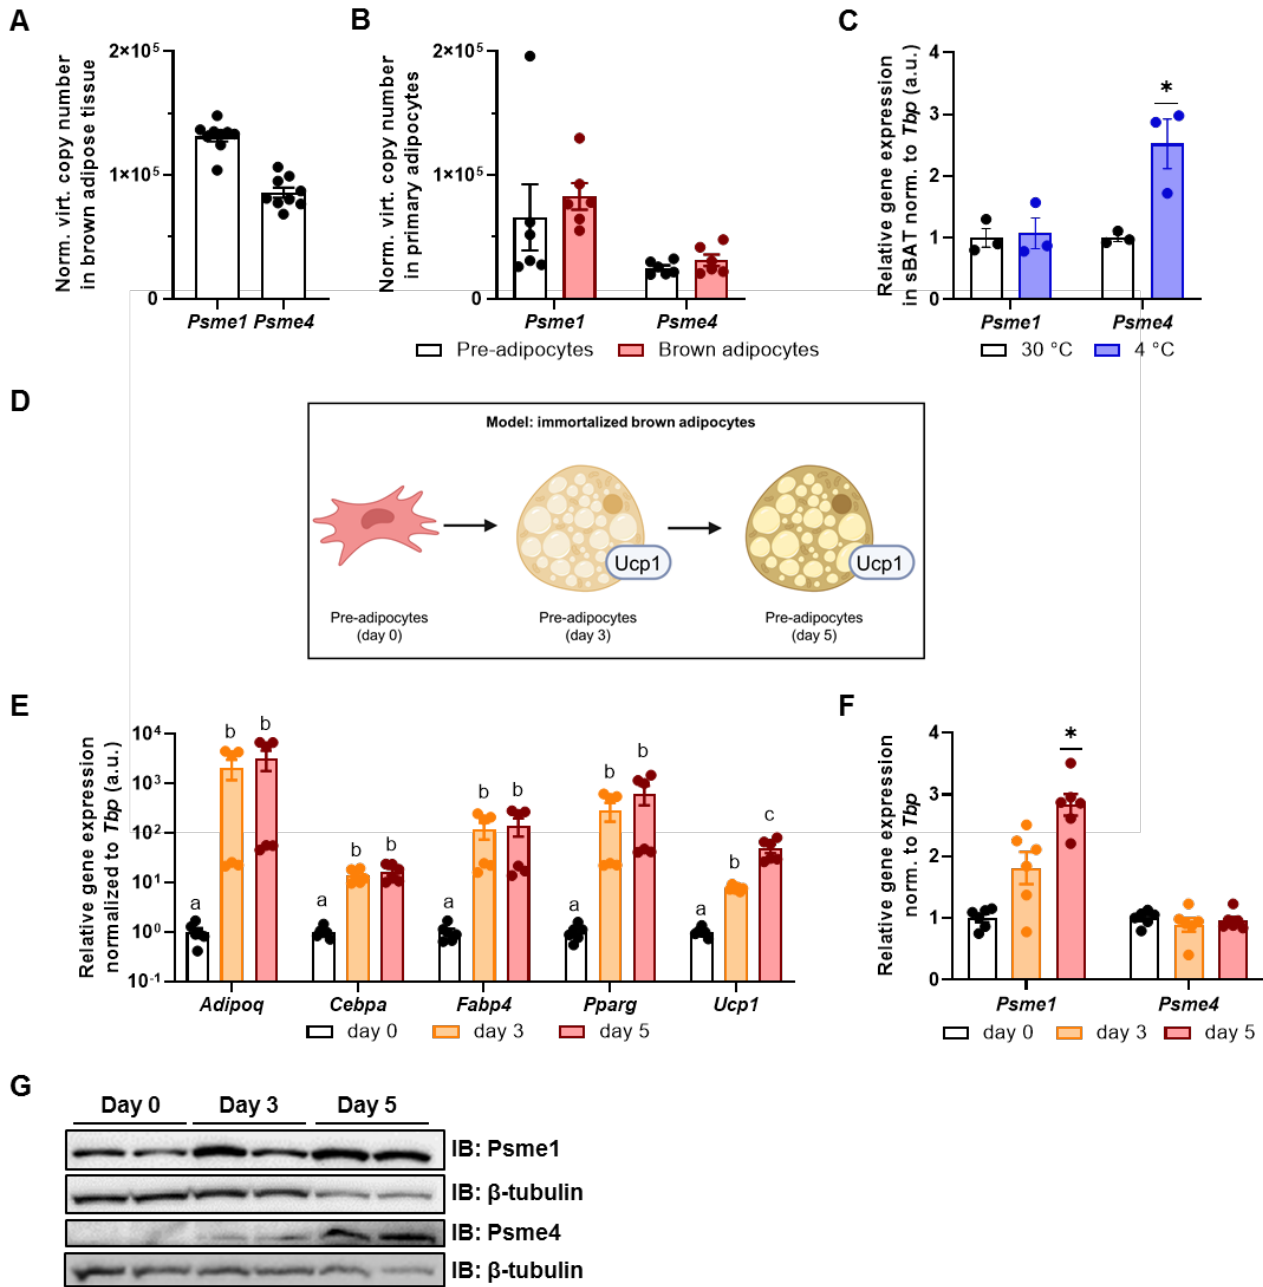 A
Norm. virt. copy number
in brown adipose tissue
2×10⁵
1×10⁵
0
Psme1 Psme4
B
Norm. virt. copy number
in primary adipocytes
2×10⁵
1×10⁵
0
Psme1 Psme4
Pre-adipocytes Brown adipocytes
C
Relative gene expression
in sBAT norm. to Tbp (a.u.)
4
3
2
1
0
*
Psme1 Psme4
30 °C 4 °C
D
Model: immortalized brown adipocytes
Ucp1
Ucp1
Pre-adipocytes
(day 0)
Pre-adipocytes
(day 3)
Pre-adipocytes
(day 5)
E
Relative gene expression
normalized to Tbp (a.u.)
10⁴
10³
10²
10¹
10⁰
10⁻¹
a b b
a b b
a b b
a b b
a b c
Adipoq Cebpa Fabp4 Pparg Ucp1
day 0 day 3 day 5
F
Relative gene expression
norm. to Tbp
4
3
2
1
0
*
Psme1 Psme4
day 0 day 3 day 5
G
Day 0 Day 3 Day 5
IB: Psme1
IB: β-tubulin
IB: Psme4
IB: β-tubulin